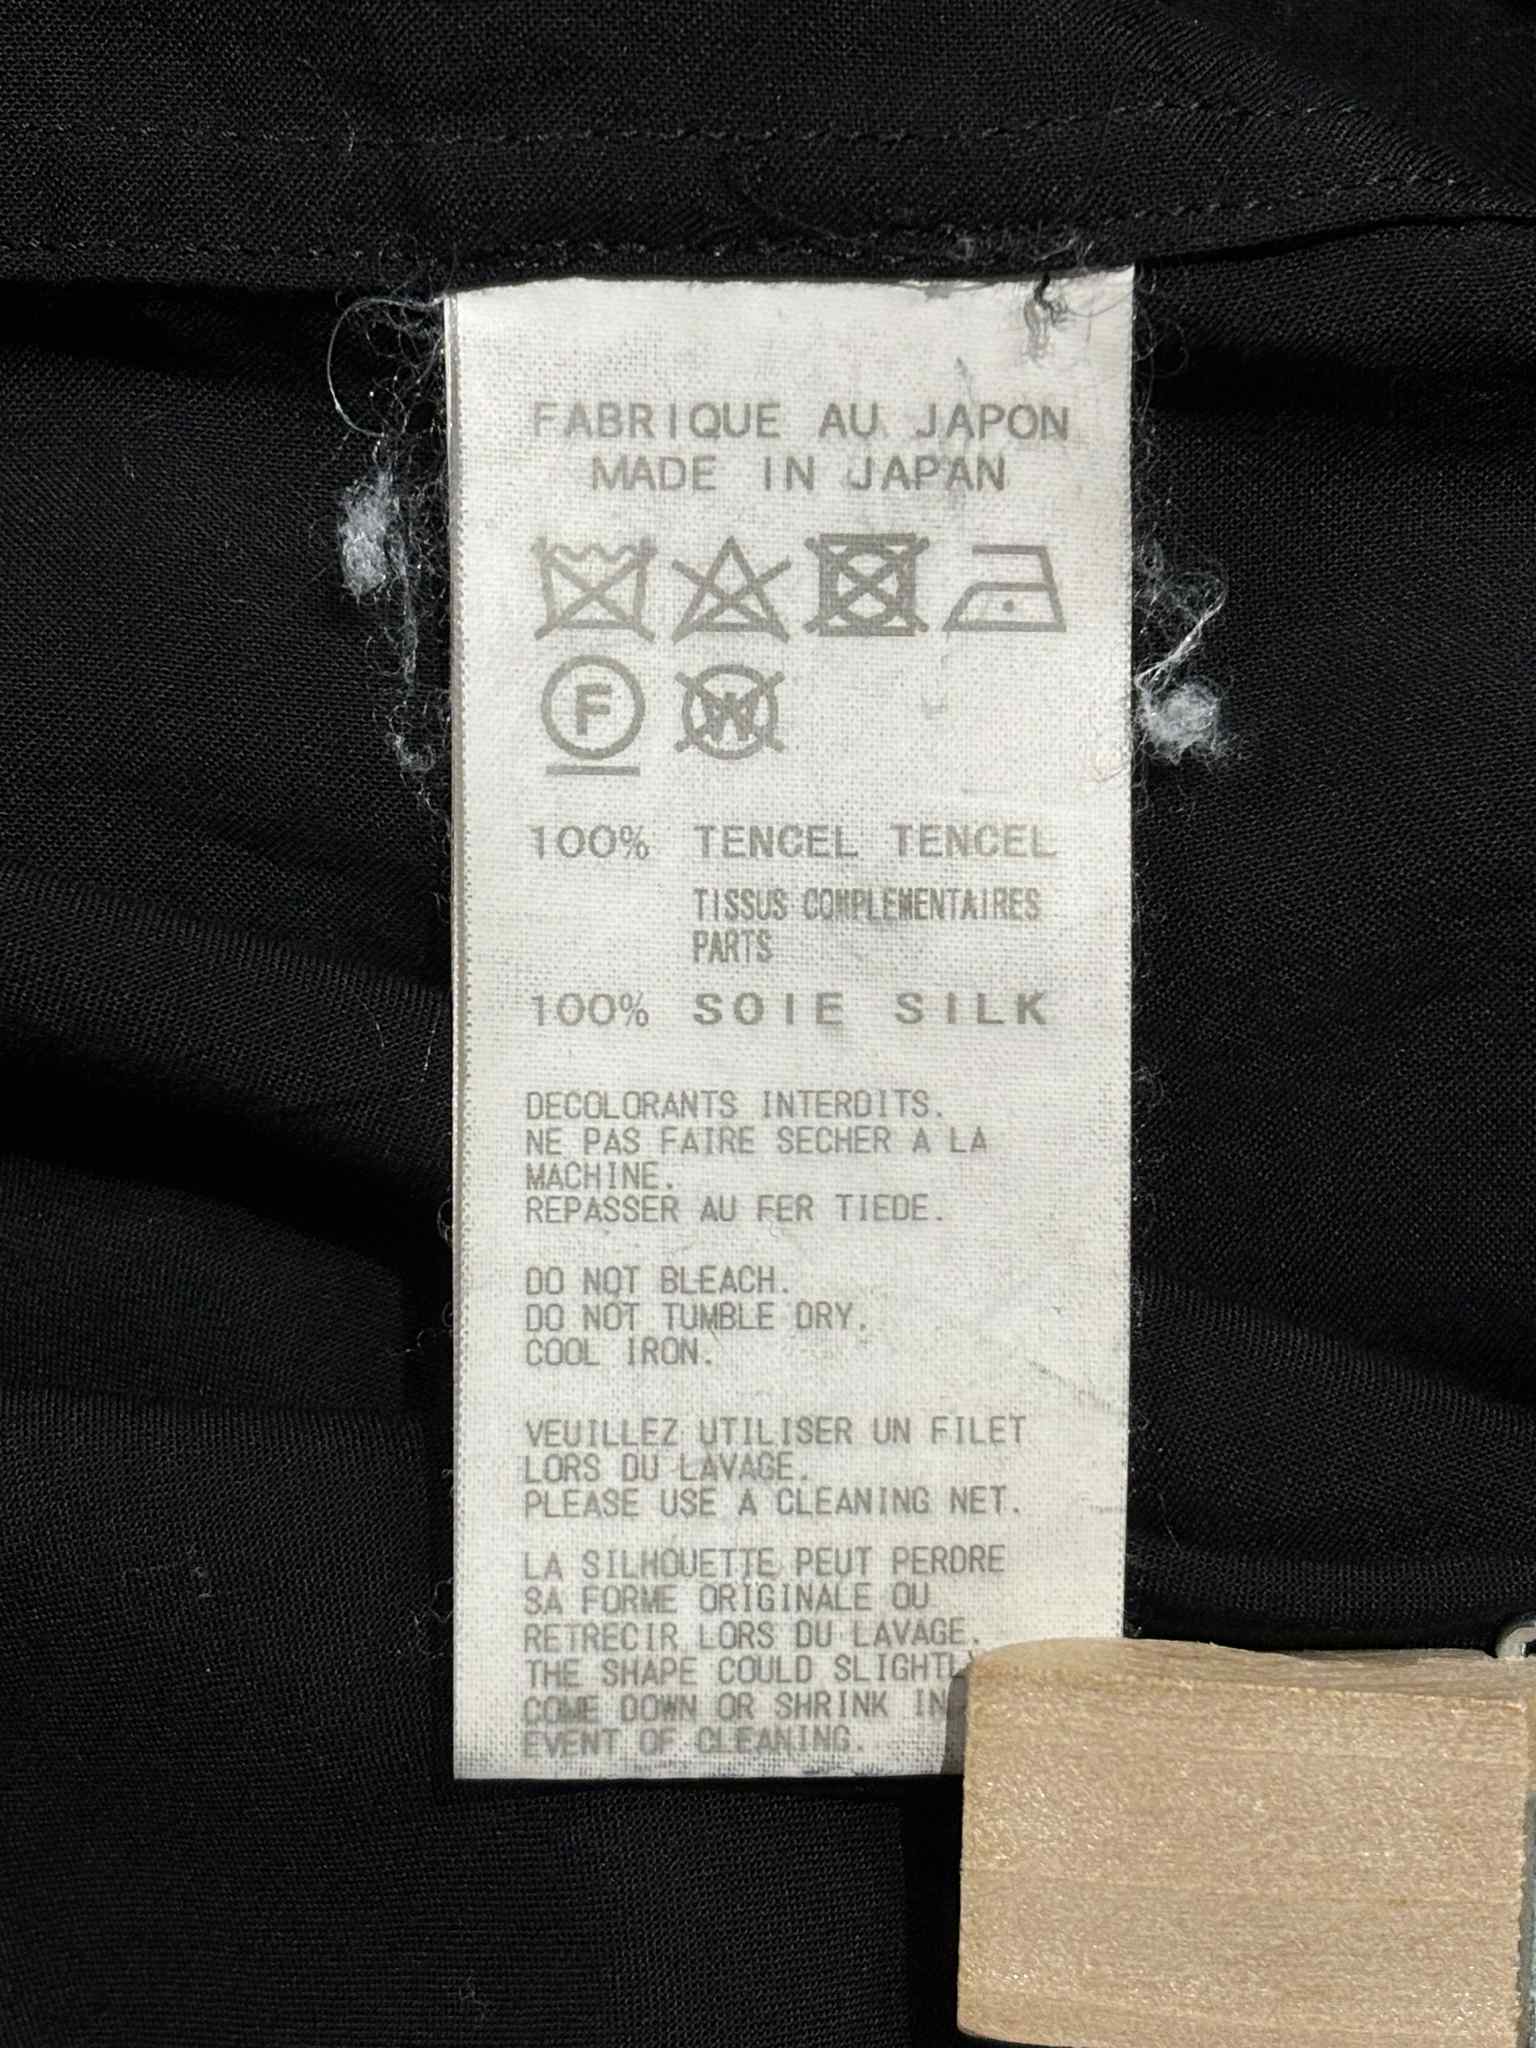 FABRIQUE AU JAPON
MADE IN JAPAN
F W
100% TENCEL TENCEL
TISSUS COMPLEMENTAIRES
PARTS
100% SOIE SILK
DECOLORANTS INTERDITS.
NE PAS FAIRE SECHER A LA
MACHINE.
REPASSER AU FER TIEDE.
DO NOT BLEACH.
DO NOT TUMBLE DRY.
COOL IRON.
VEUILLEZ UTILISER UN FILET
LORS DU LAVAGE.
PLEASE USE A CLEANING NET.
LA SILHOUETTE PEUT PERDRE
SA FORME ORIGINALE OU
RETRECIR LORS DU LAVAGE.
THE SHAPE COULD SLIGHTLY
COME DOWN OR SHRINK IN
EVENT OF CLEANING.